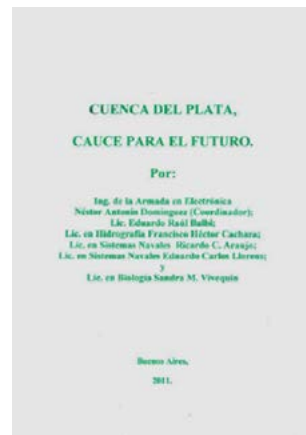 CUENCA DEL PLATA,
CAUCE PARA EL FUTURO.
Por:
Ing. de la Armada en Electrónica
Néstor Antonio Domínguez (Coordinador);
Lic. Eduardo Raúl Balbi;
Lic. en Hidrografía Francisco Héctor Cachaza;
Lic. en Sistemas Navales Ricardo C. Araujo;
Lic. en Sistemas Navales Eduardo Carlos Llorens;
y
Lic. en Biología Sandra M. Vivequin
Buenos Aires,
2011.